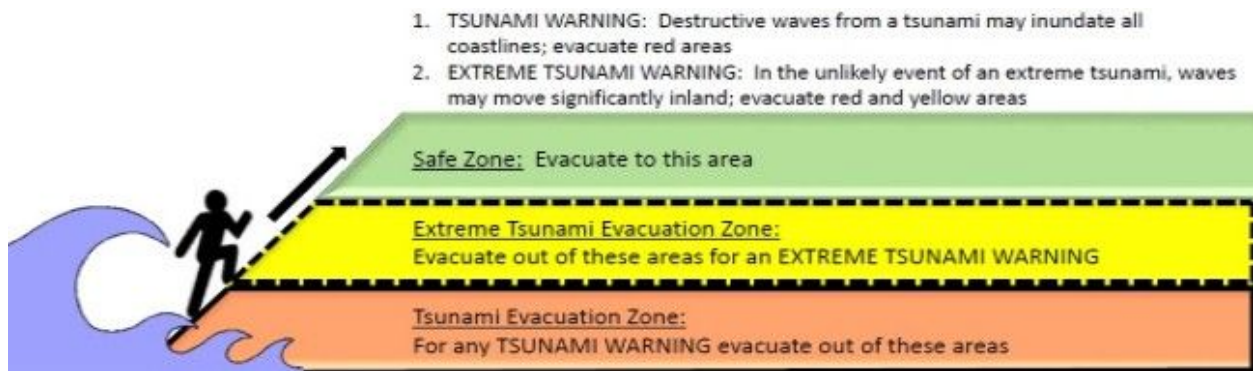 1. TSUNAMI WARNING: Destructive waves from a tsunami may inundate all
coastlines; evacuate red areas
2. EXTREME TSUNAMI WARNING: In the unlikely event of an extreme tsunami, waves
may move significantly inland; evacuate red and yellow areas
Safe Zone: Evacuate to this area
Extreme Tsunami Evacuation Zone:
Evacuate out of these areas for an EXTREME TSUNAMI WARNING
Tsunami Evacuation Zone:
For any TSUNAMI WARNING evacuate out of these areas